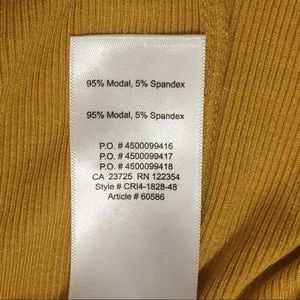 95% Modal, 5% Spandex
95% Modal, 5% Spandex
P.O. # 4500099416
P.O. # 4500099417
P.O. # 4500099418
CA 23725 RN 122354
Style # CRI4-1828-48
Article # 60586